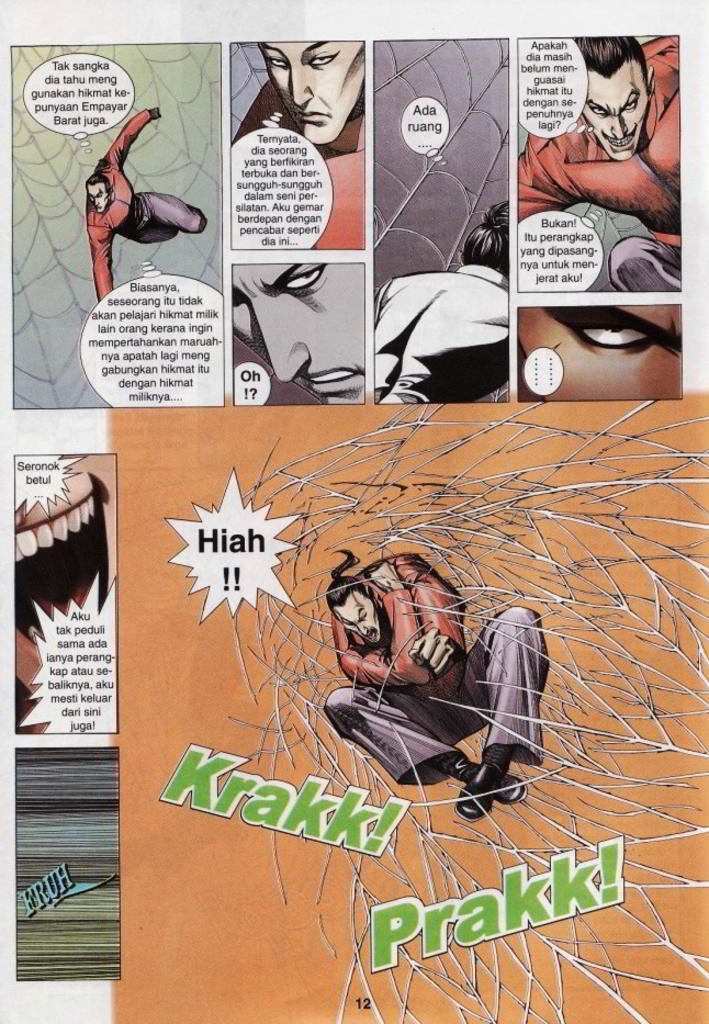 Tak sangka
dia tahu meng
gunakan hikmat ke-
punyaan Empayar
Barat juga.
Biasanya,
seseorang itu tidak
akan pelajari hikmat milik
lain orang kerana ingin
mempertahankan maruah-
nya apatah lagi meng
gabungkan hikmat itu
dengan hikmat
miliknya....
Ternyata,
dia seorang
yang berfikiran
terbuka dan ber-
sungguh-sungguh
dalam seni per-
silatan. Aku gemar
berdepan dengan
pencabar seperti
dia ini...
Oh
!?
Ada
ruang
....
Apakah
dia masih
belum men-
guasai
hikmat itu
dengan se-
penuhnya
lagi?
Bukan!
Itu perangkap
yang dipasang-
nya untuk men-
jerat aku!
Seronok
betul
...
Aku
tak peduli
sama ada
ianya perang-
kap atau se-
baliknya, aku
mesti keluar
dari sini
juga!
Hiah
!!
Krakk!
Prakk!
FRUH
12